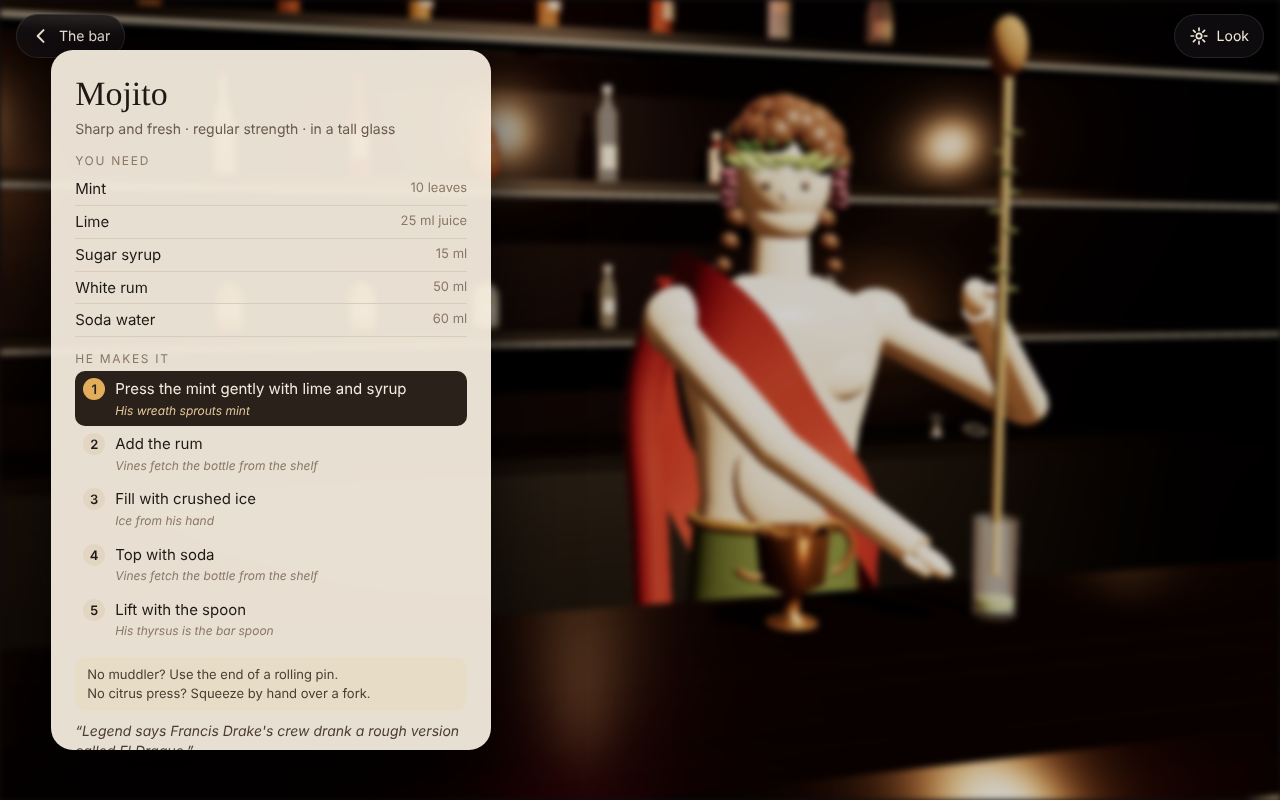 The bar
Look
Mojito
Sharp and fresh · regular strength · in a tall glass
YOU NEED
Mint 10 leaves
Lime 25 ml juice
Sugar syrup 15 ml
White rum 50 ml
Soda water 60 ml
HE MAKES IT
1 Press the mint gently with lime and syrup
His wreath sprouts mint
2 Add the rum
Vines fetch the bottle from the shelf
3 Fill with crushed ice
Ice from his hand
4 Top with soda
Vines fetch the bottle from the shelf
5 Lift with the spoon
His thyrsus is the bar spoon
No muddler? Use the end of a rolling pin.
No citrus press? Squeeze by hand over a fork.
“Legend says Francis Drake's crew drank a rough version
called El Draque.”